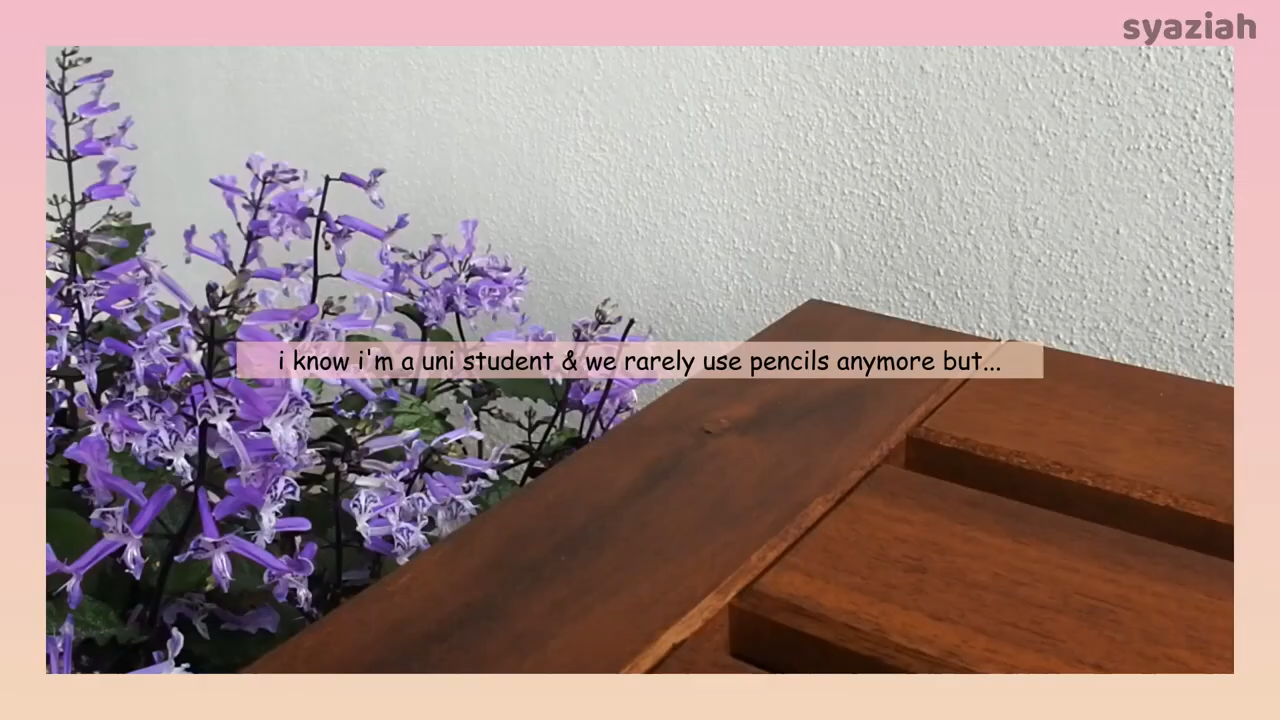 syaziah
i know i'm a uni student & we rarely use pencils anymore but...